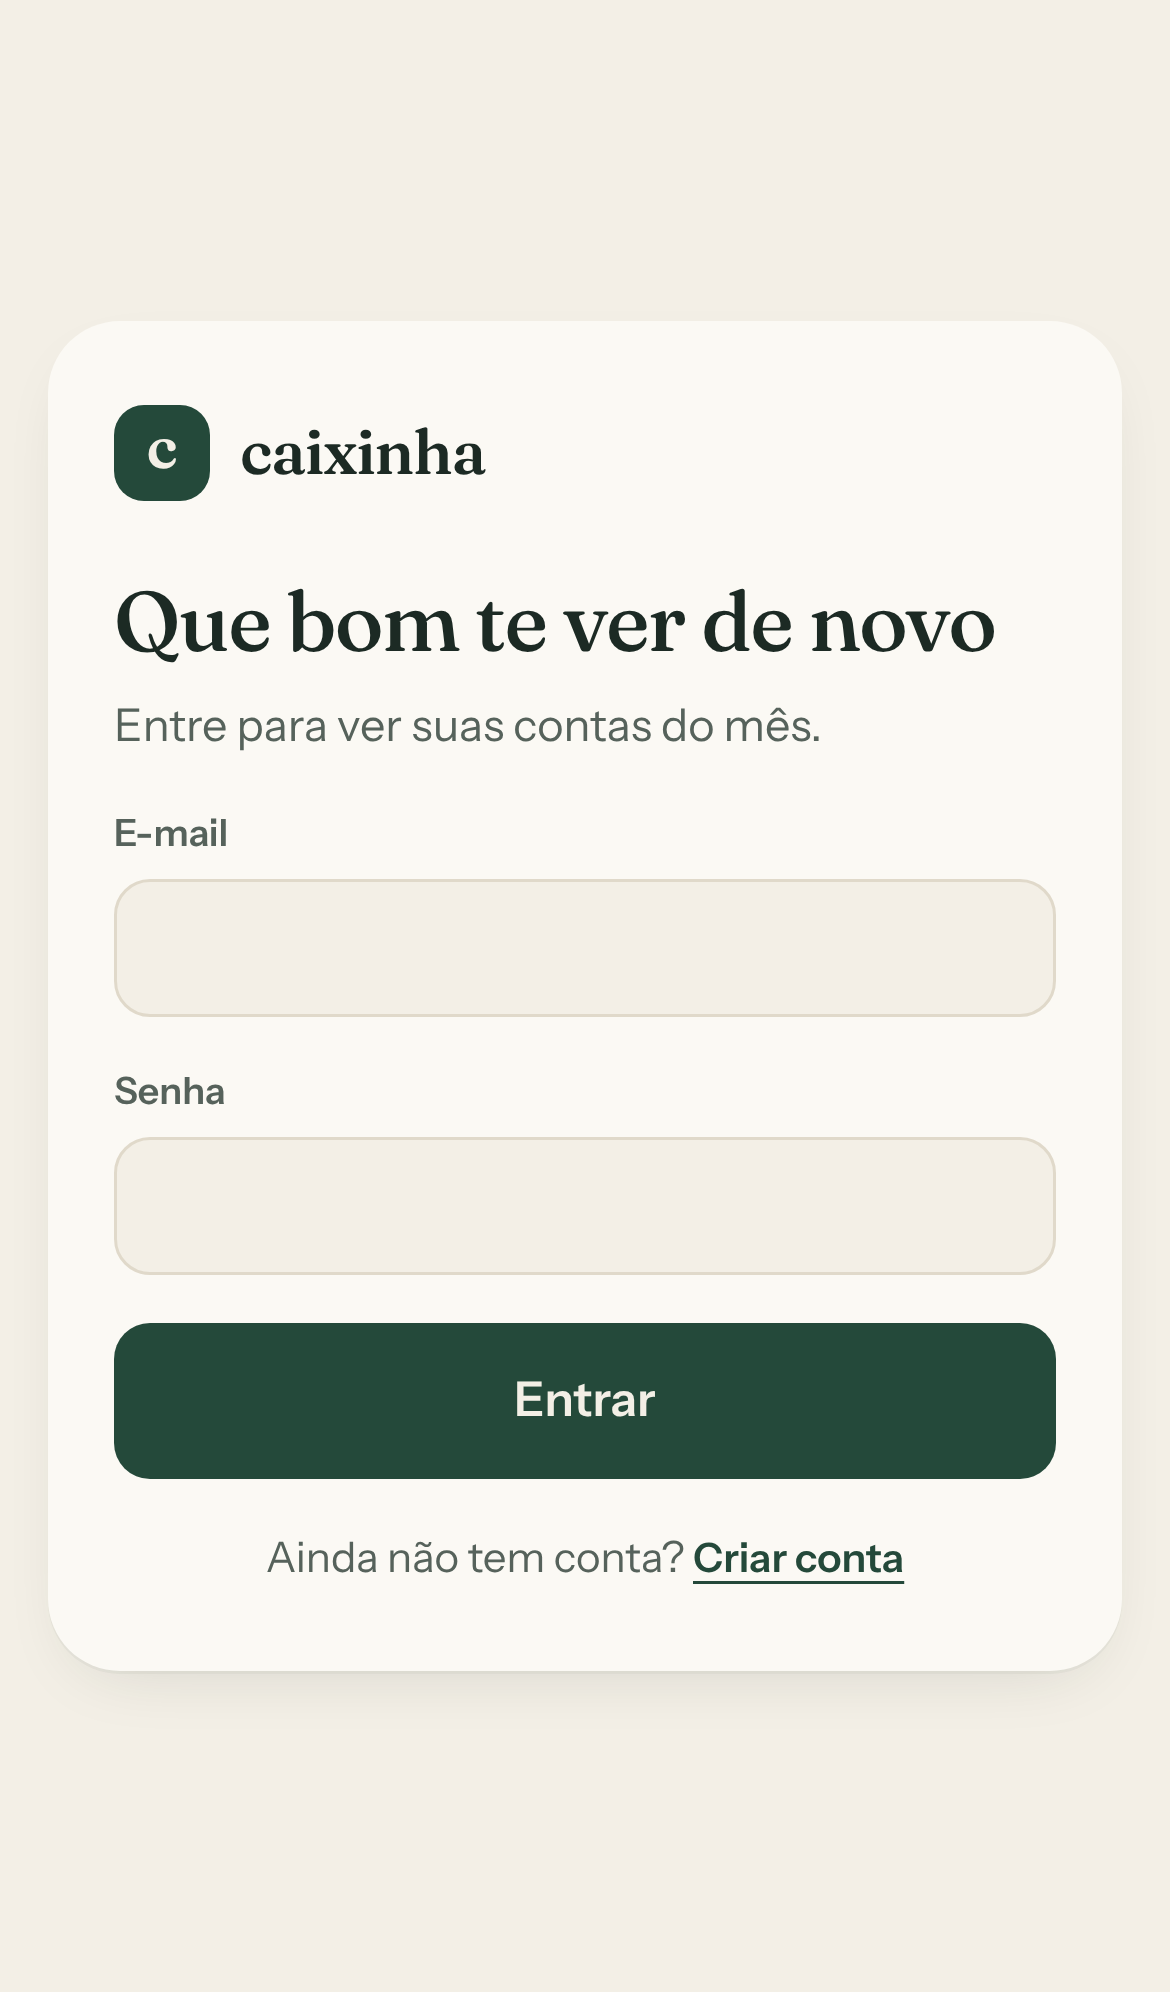 c caixinha
Que bom te ver de novo
Entre para ver suas contas do mês.
E-mail
Senha
Entrar
Ainda não tem conta? Criar conta